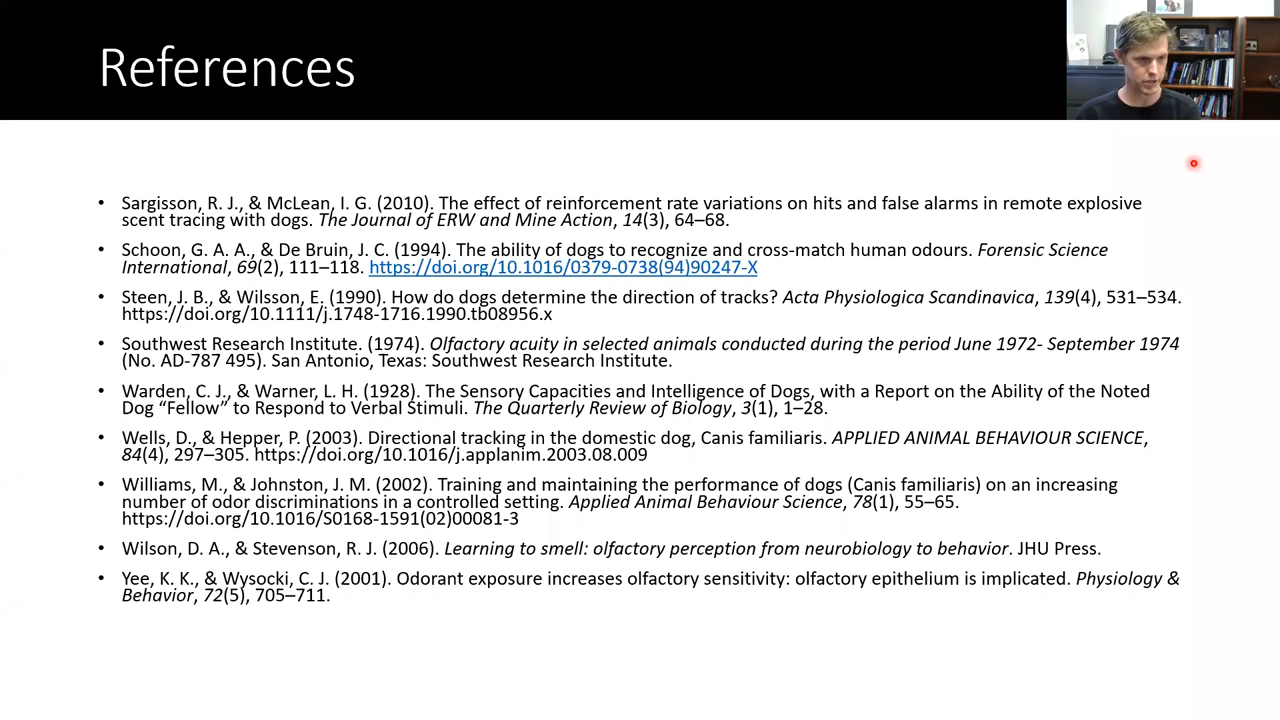 References
• Sargisson, R. J., & McLean, I. G. (2010). The effect of reinforcement rate variations on hits and false alarms in remote explosive
scent tracing with dogs. The Journal of ERW and Mine Action, 14(3), 64–68.
• Schoon, G. A. A., & De Bruin, J. C. (1994). The ability of dogs to recognize and cross-match human odours. Forensic Science
International, 69(2), 111–118. https://doi.org/10.1016/0379-0738(94)90247-X
• Steen, J. B., & Wilsson, E. (1990). How do dogs determine the direction of tracks? Acta Physiologica Scandinavica, 139(4), 531–534.
https://doi.org/10.1111/j.1748-1716.1990.tb08956.x
• Southwest Research Institute. (1974). Olfactory acuity in selected animals conducted during the period June 1972- September 1974
(No. AD-787 495). San Antonio, Texas: Southwest Research Institute.
• Warden, C. J., & Warner, L. H. (1928). The Sensory Capacities and Intelligence of Dogs, with a Report on the Ability of the Noted
Dog “Fellow” to Respond to Verbal Stimuli. The Quarterly Review of Biology, 3(1), 1–28.
• Wells, D., & Hepper, P. (2003). Directional tracking in the domestic dog, Canis familiaris. APPLIED ANIMAL BEHAVIOUR SCIENCE,
84(4), 297–305. https://doi.org/10.1016/j.applanim.2003.08.009
• Williams, M., & Johnston, J. M. (2002). Training and maintaining the performance of dogs (Canis familiaris) on an increasing
number of odor discriminations in a controlled setting. Applied Animal Behaviour Science, 78(1), 55–65.
https://doi.org/10.1016/S0168-1591(02)00081-3
• Wilson, D. A., & Stevenson, R. J. (2006). Learning to smell: olfactory perception from neurobiology to behavior. JHU Press.
• Yee, K. K., & Wysocki, C. J. (2001). Odorant exposure increases olfactory sensitivity: olfactory epithelium is implicated. Physiology &
Behavior, 72(5), 705–711.